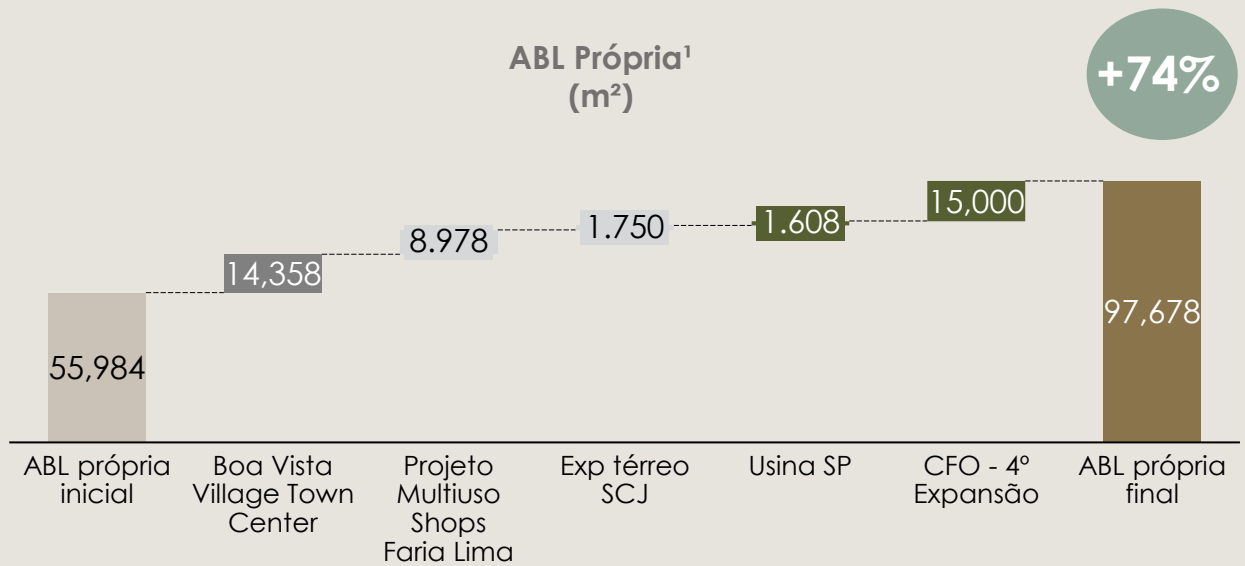 ABL Própria¹
(m²)
+74%
55,984
14,358
8.978
1.750
1.608
15,000
97,678
ABL própria
inicial
Boa Vista
Village Town
Center
Projeto
Multiuso
Shops
Faria Lima
Exp térreo
SCJ
Usina SP
CFO - 4º
Expansão
ABL própria
final